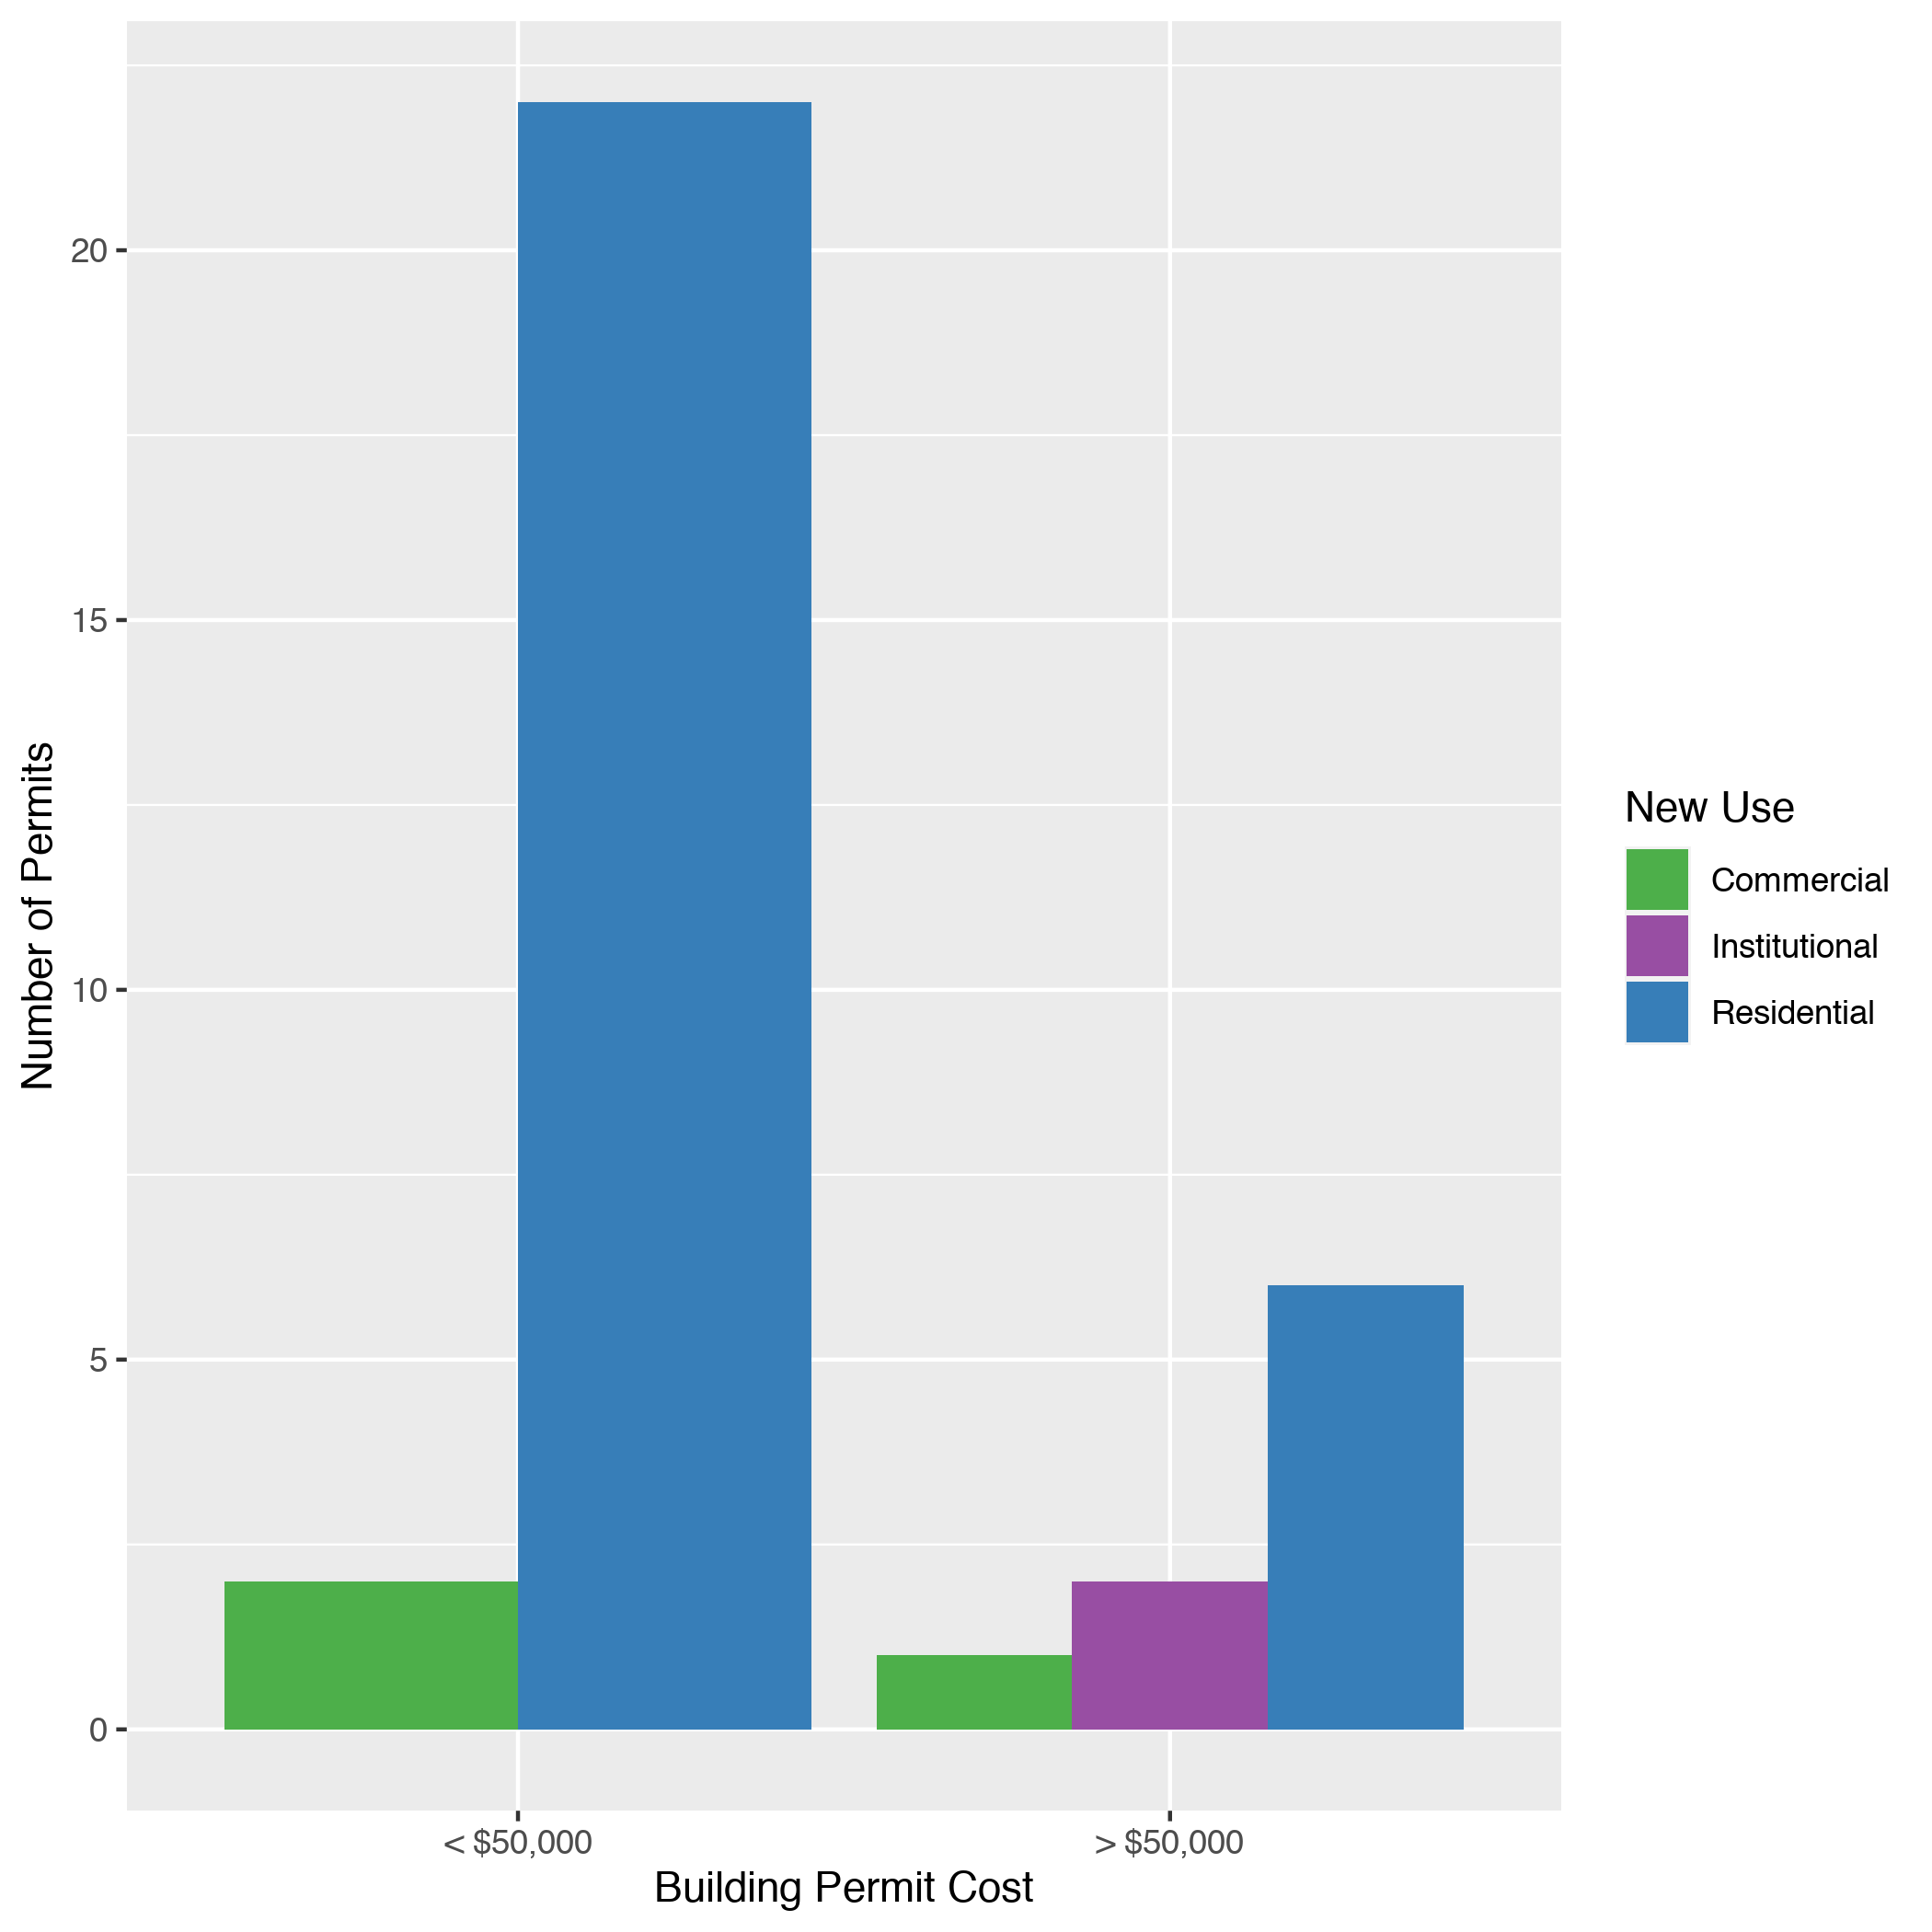 Number of Permits
20
15
10
5
0
< $50,000
> $50,000
Building Permit Cost
New Use
Commercial
Institutional
Residential